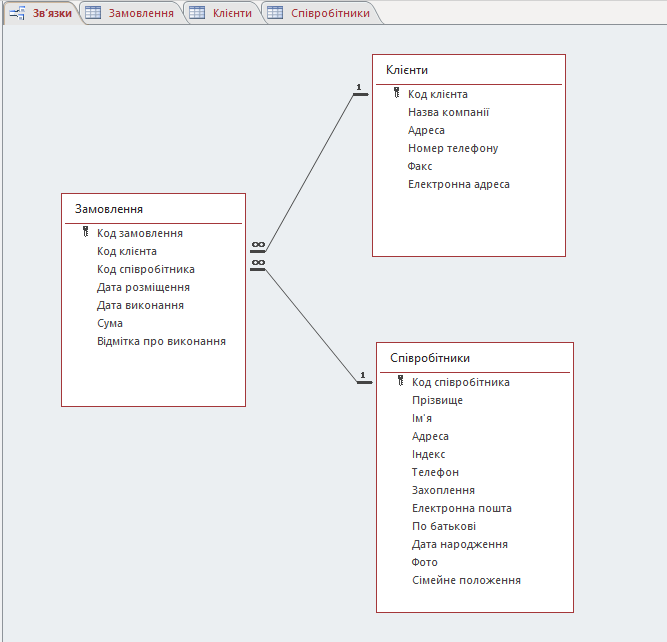 Зв'язки
Замовлення
Клієнти
Співробітники
Клієнти
Код клієнта
Назва компанії
Адреса
Номер телефону
Факс
Електронна адреса
1
Замовлення
Код замовлення
Код клієнта
Код співробітника
Дата розміщення
Дата виконання
Сума
Відмітка про виконання
∞
∞
1
Співробітники
Код співробітника
Прізвище
Ім'я
Адреса
Індекс
Телефон
Захоплення
Електронна пошта
По батькові
Дата народження
Фото
Сімейне положення